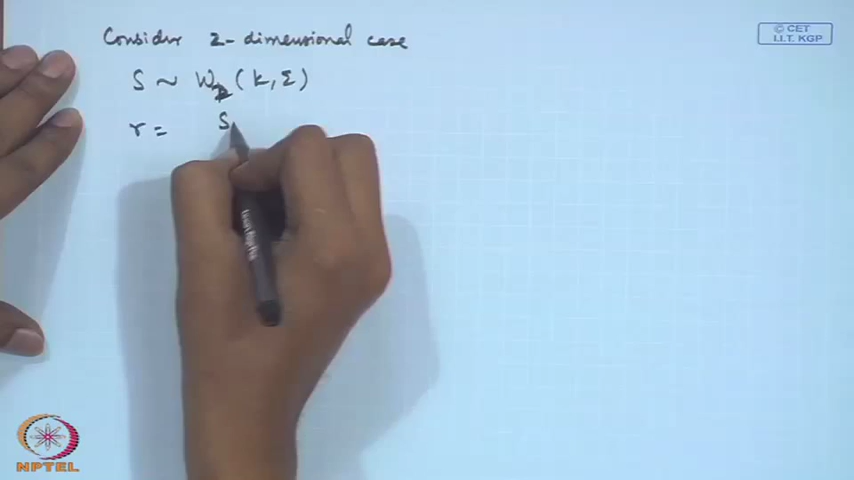 Consider 2-dimensional case
© CET
I.I.T. KGP
S ~ W₂ (k, Σ)
r = S
NPTEL